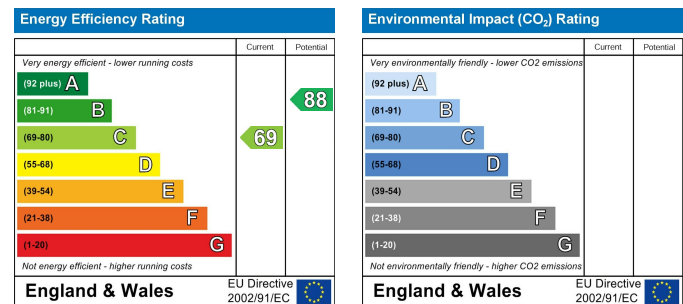 Energy Efficiency Rating
Current Potential
Very energy efficient - lower running costs
(92 plus) A
(81-91) B
88
(69-80) C
69
(55-68) D
(39-54) E
(21-38) F
(1-20) G
Not energy efficient - higher running costs
England & Wales
EU Directive
2002/91/EC
Environmental Impact (CO2) Rating
Current Potential
Very environmentally friendly - lower CO2 emissions
(92 plus) A
(81-91) B
(69-80) C
(55-68) D
(39-54) E
(21-38) F
(1-20) G
Not environmentally friendly - higher CO2 emissions
England & Wales
EU Directive
2002/91/EC